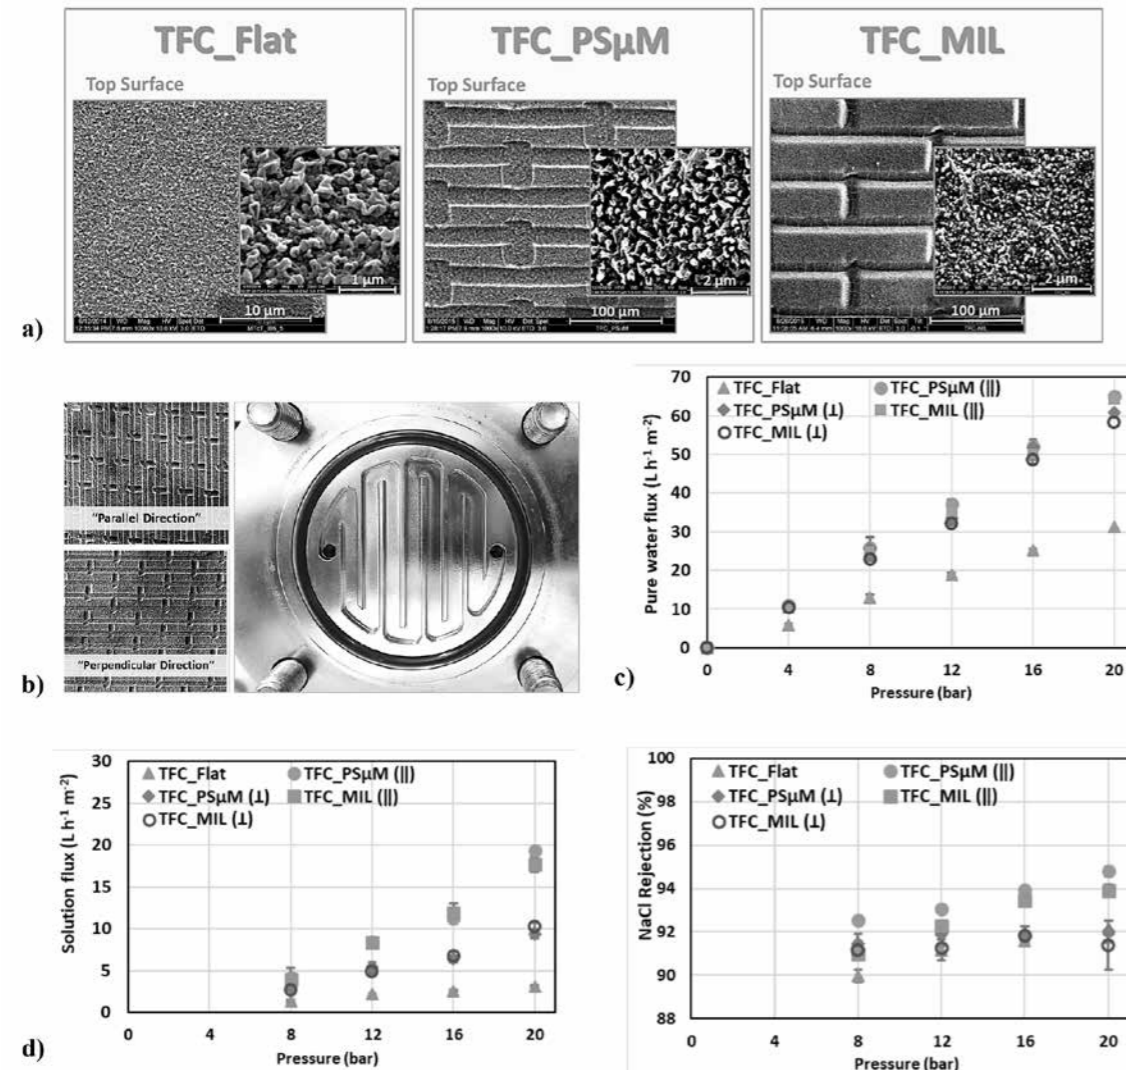 TFC_Flat
Top Surface
1 µm
10 µm
TFC_PSµM
Top Surface
2 µm
100 µm
TFC_MIL
Top Surface
2 µm
100 µm
a)
"Parallel Direction"
"Perpendicular Direction"
b)
Pure water flux (L h⁻¹ m⁻²)
70
60
50
40
30
20
10
0
TFC_Flat
TFC_PSµM (||)
TFC_PSµM (⊥)
TFC_MIL (||)
TFC_MIL (⊥)
0 4 8 12 16 20
Pressure (bar)
c)
Solution flux (L h⁻¹ m⁻²)
30
25
20
15
10
5
0
TFC_Flat
TFC_PSµM (||)
TFC_PSµM (⊥)
TFC_MIL (||)
TFC_MIL (⊥)
0 4 8 12 16 20
Pressure (bar)
d)
NaCl Rejection (%)
100
98
96
94
92
90
88
TFC_Flat
TFC_PSµM (||)
TFC_PSµM (⊥)
TFC_MIL (||)
TFC_MIL (⊥)
0 4 8 12 16 20
Pressure (bar)